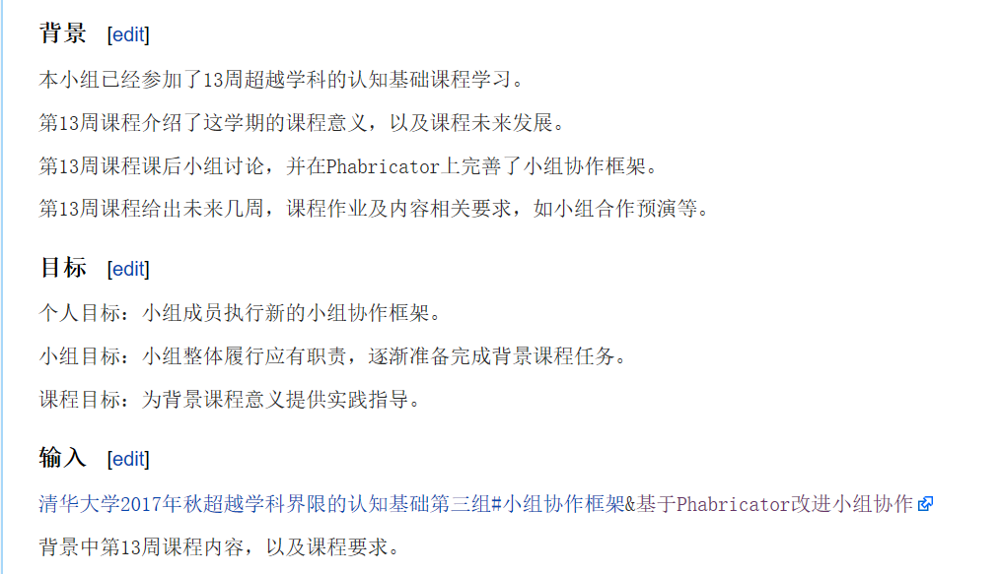 背景 [edit]
本小组已经参加了13周超越学科的认知基础课程学习。
第13周课程介绍了这学期的课程意义，以及课程未来发展。
第13周课程课后小组讨论，并在Phabricator上完善了小组协作框架。
第13周课程给出未来几周，课程作业及内容相关要求，如小组合作预演等。
目标 [edit]
个人目标：小组成员执行新的小组协作框架。
小组目标：小组整体履行应有职责，逐渐准备完成背景课程任务。
课程目标：为背景课程意义提供实践指导。
输入 [edit]
清华大学2017年秋超越学科界限的认知基础第三组#小组协作框架&基于Phabricator改进小组协作
背景中第13周课程内容，以及课程要求。